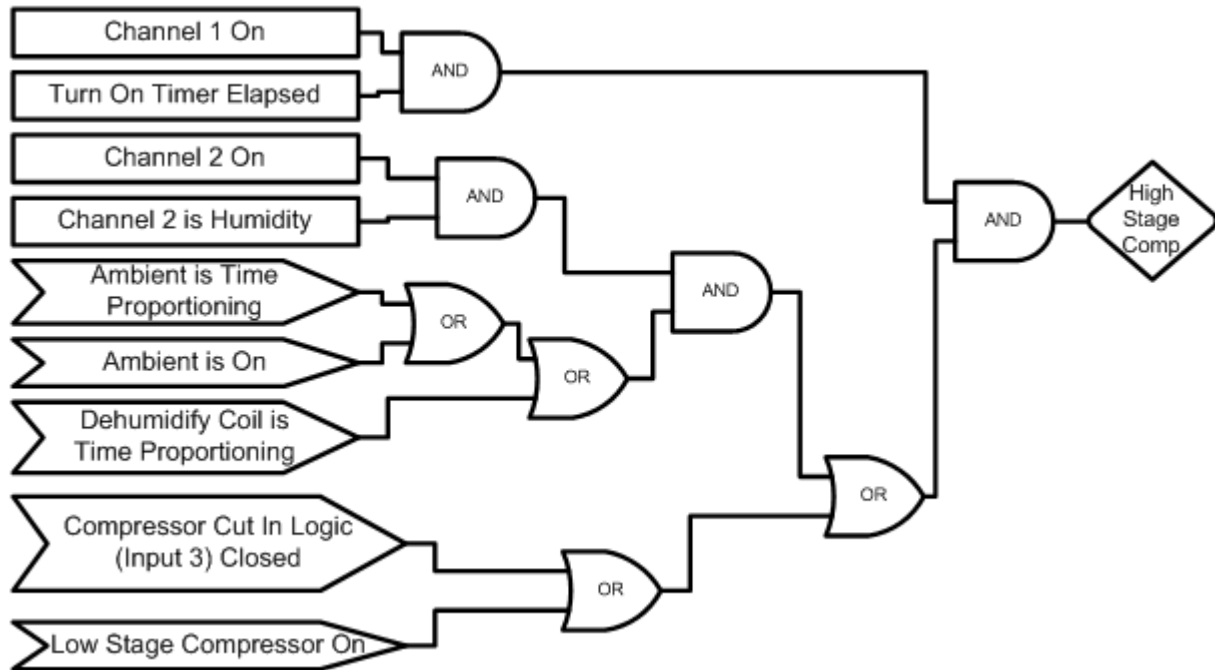 Channel 1 On
Turn On Timer Elapsed
AND
Channel 2 On
Channel 2 is Humidity
AND
AND
High
Stage
Comp
Ambient is Time
Proportioning
Ambient is On
OR
AND
OR
Dehumidify Coil is
Time Proportioning
OR
Compressor Cut In Logic
(Input 3) Closed
OR
Low Stage Compressor On